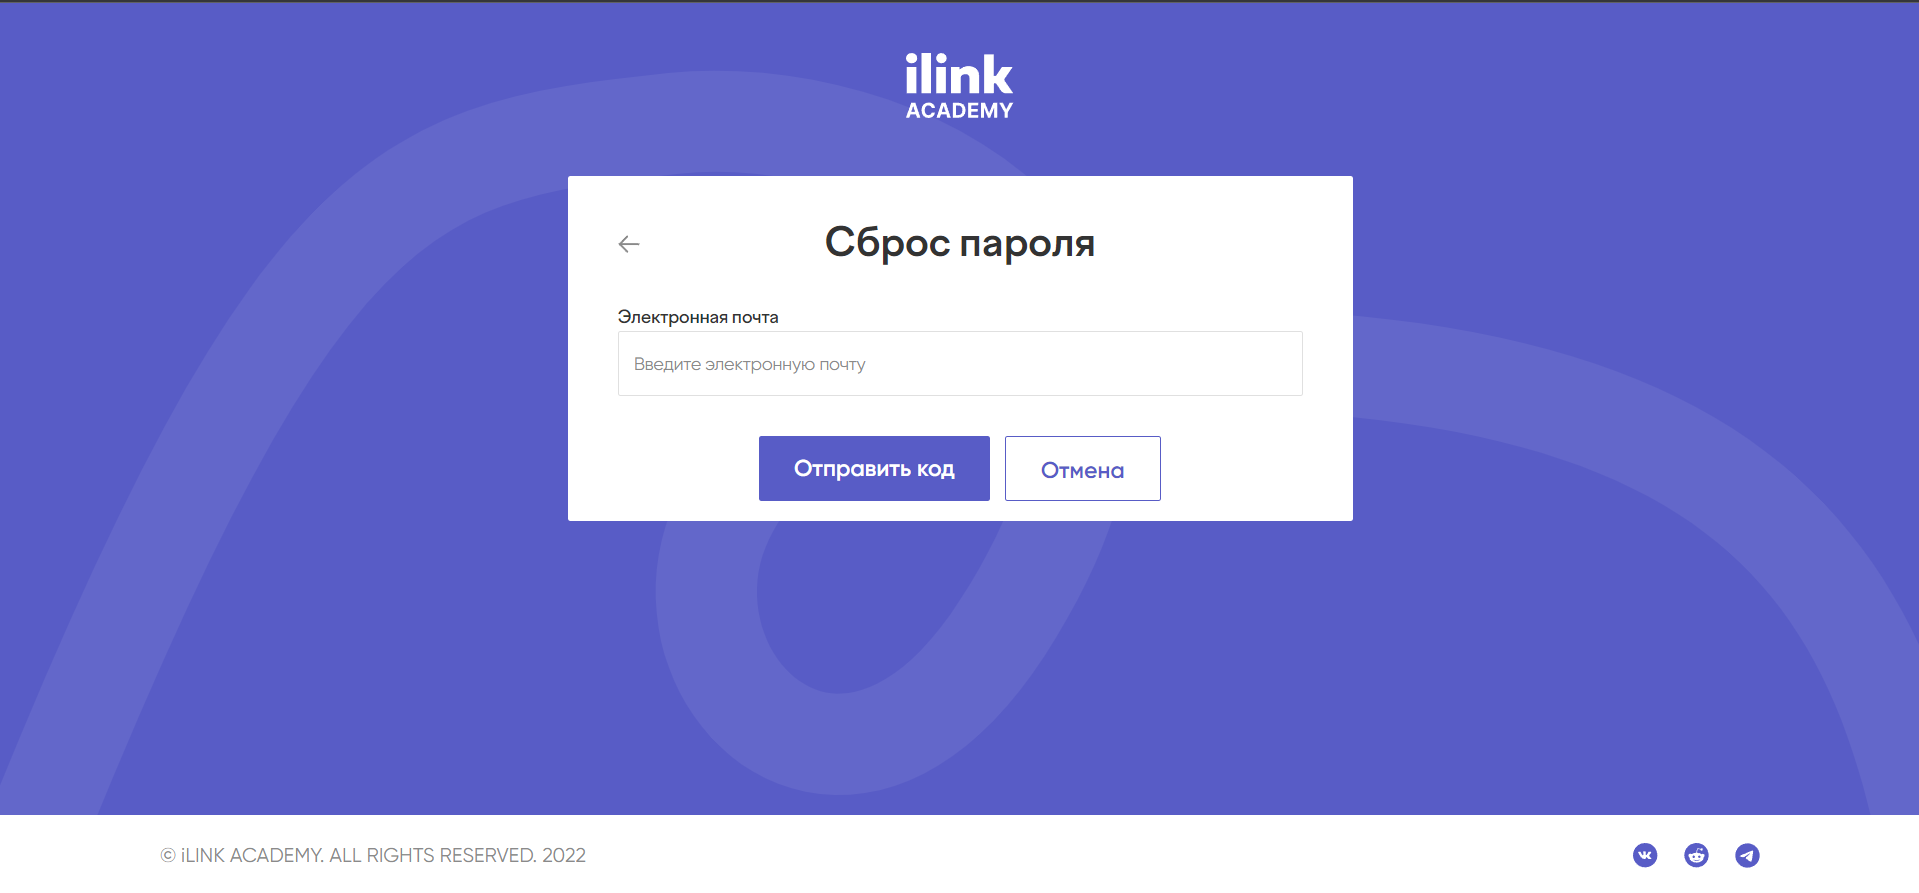 ilink
ACADEMY
Сброс пароля
Электронная почта
Введите электронную почту
Отправить код
Отмена
© iLINK ACADEMY. ALL RIGHTS RESERVED. 2022